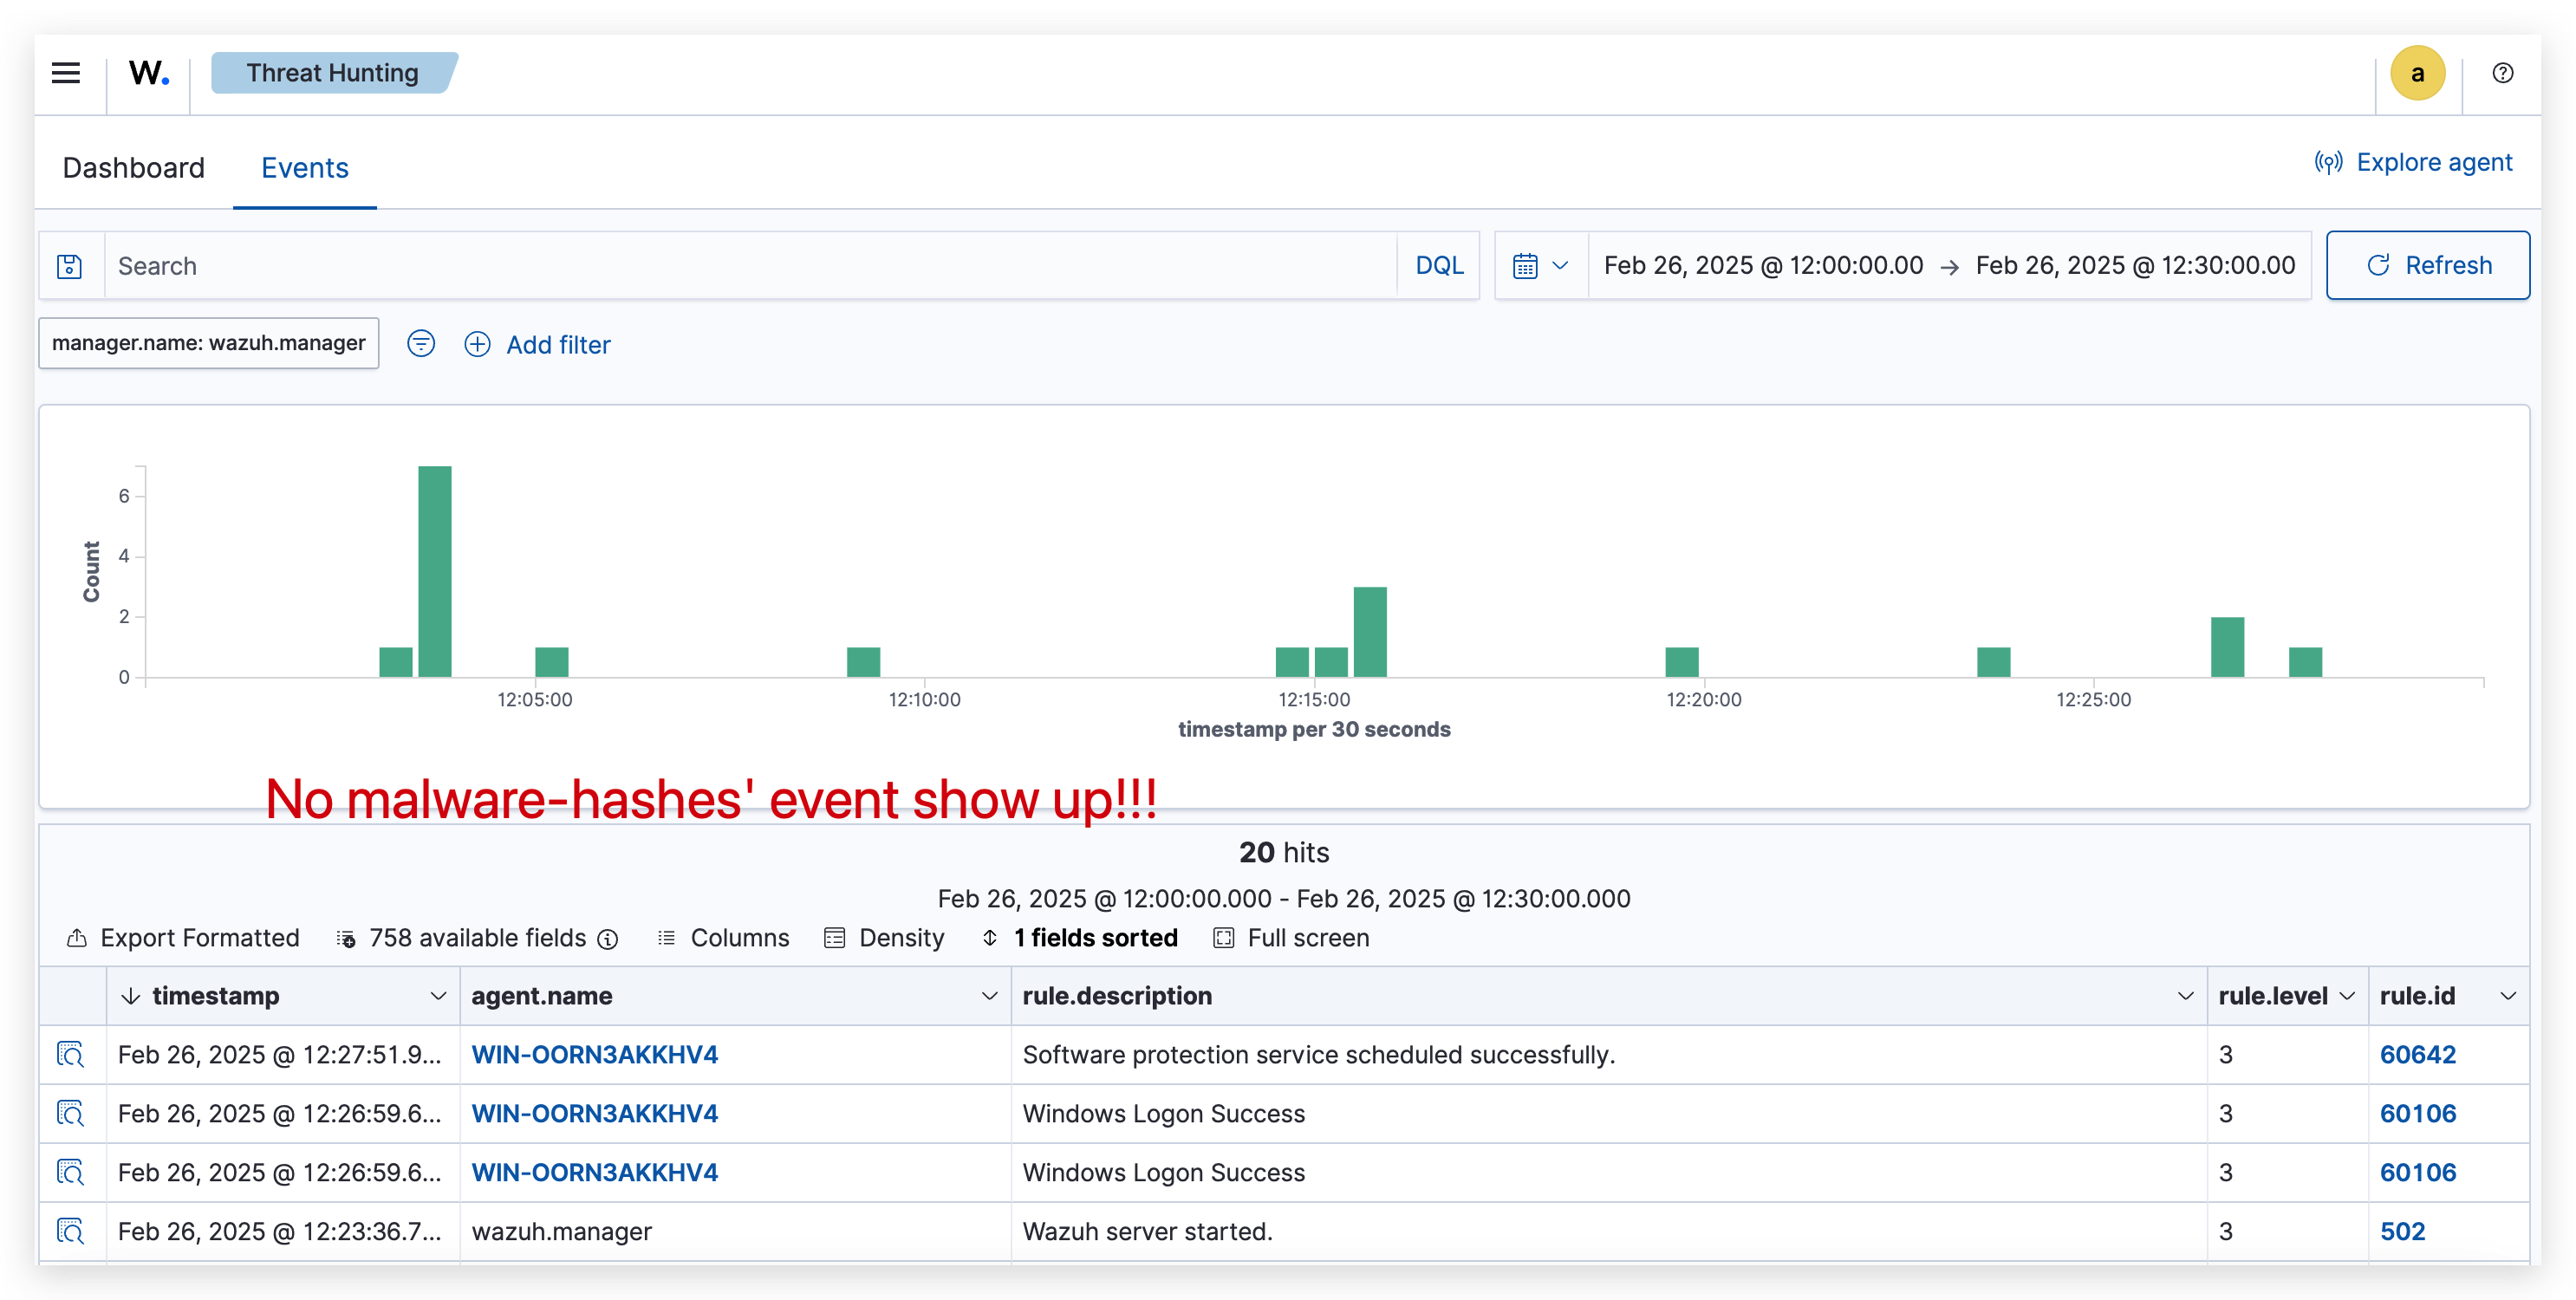 W. Threat Hunting a
Dashboard Events Explore agent
Search DQL Feb 26, 2025 @ 12:00:00.00 → Feb 26, 2025 @ 12:30:00.00 Refresh
manager.name: wazuh.manager Add filter
Count
6
4
2
0
12:05:00 12:10:00 12:15:00 12:20:00 12:25:00
timestamp per 30 seconds
No malware-hashes' event show up!!!
20 hits
Feb 26, 2025 @ 12:00:00.000 - Feb 26, 2025 @ 12:30:00.000
Export Formatted 758 available fields Columns Density 1 fields sorted Full screen
timestamp agent.name rule.description rule.level rule.id
Feb 26, 2025 @ 12:27:51.9... WIN-OORN3AKKHV4 Software protection service scheduled successfully. 3 60642
Feb 26, 2025 @ 12:26:59.6... WIN-OORN3AKKHV4 Windows Logon Success 3 60106
Feb 26, 2025 @ 12:26:59.6... WIN-OORN3AKKHV4 Windows Logon Success 3 60106
Feb 26, 2025 @ 12:23:36.7... wazuh.manager Wazuh server started. 3 502